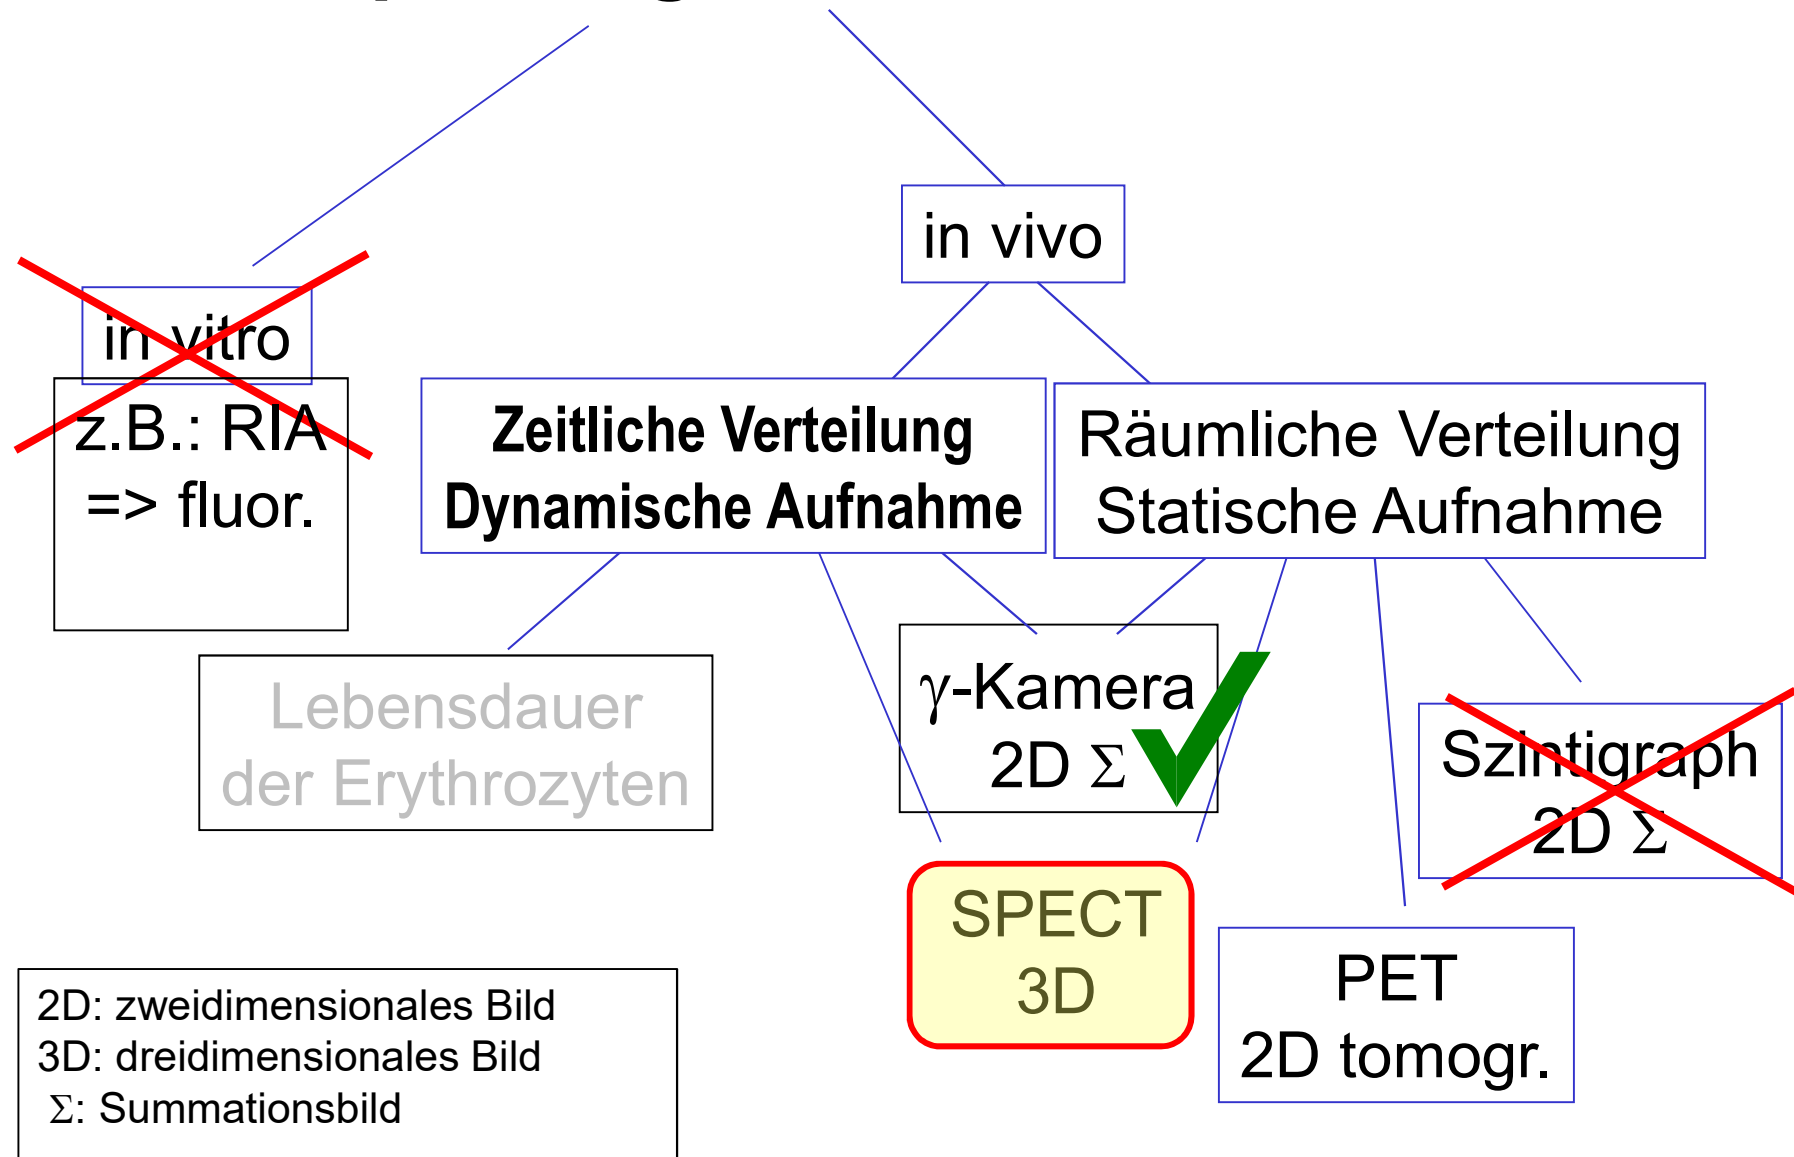 in vivo
in vitro
z.B.: RIA
=> fluor.
Zeitliche Verteilung
Dynamische Aufnahme
Räumliche Verteilung
Statische Aufnahme
Lebensdauer
der Erythrozyten
γ-Kamera
2D Σ
Szintigraph
2D Σ
SPECT
3D
PET
2D tomogr.
2D: zweidimensionales Bild
3D: dreidimensionales Bild
Σ: Summationsbild